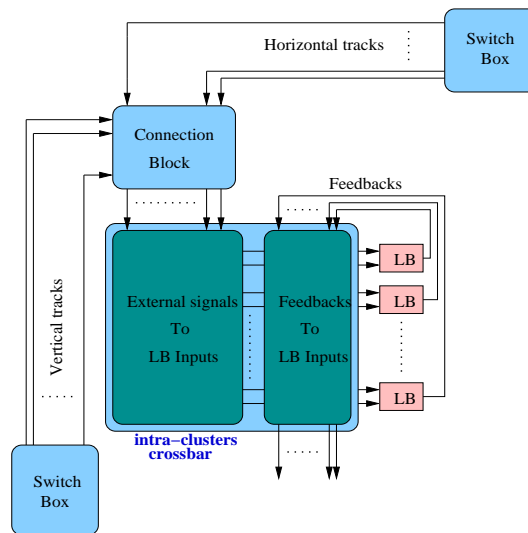 Horizontal tracks
Switch
Box
Connection
Block
Feedbacks
External signals
To
LB Inputs
Feedbacks
To
LB Inputs
LB
LB
LB
Vertical tracks
intra−clusters
crossbar
Switch
Box